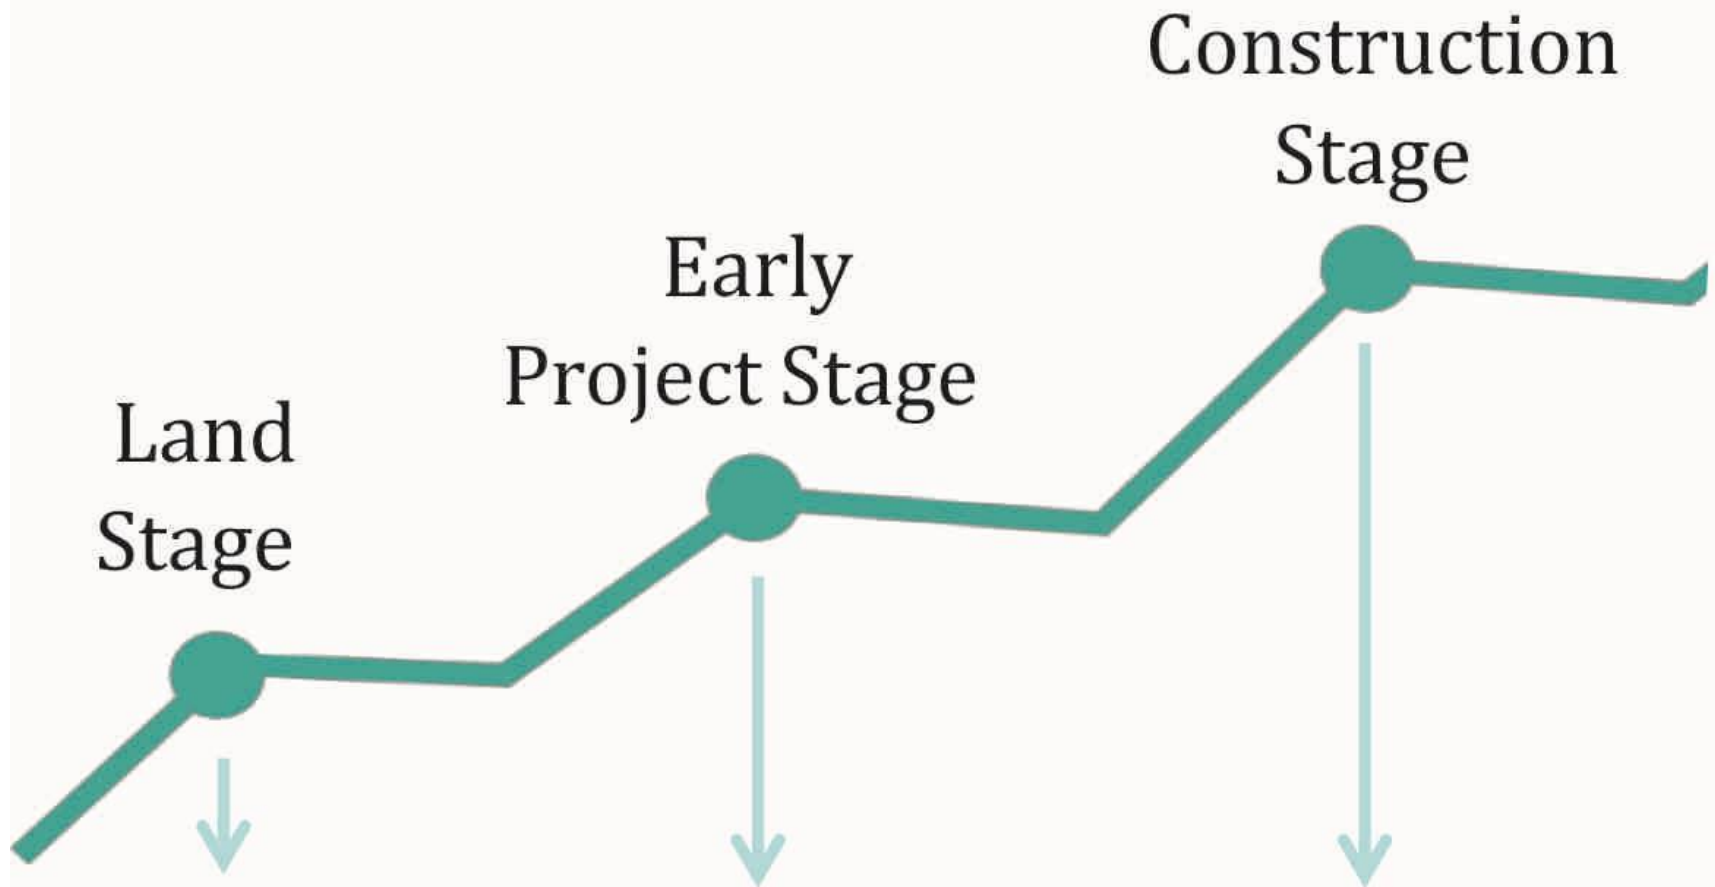 Land
Stage
Early
Project Stage
Construction
Stage